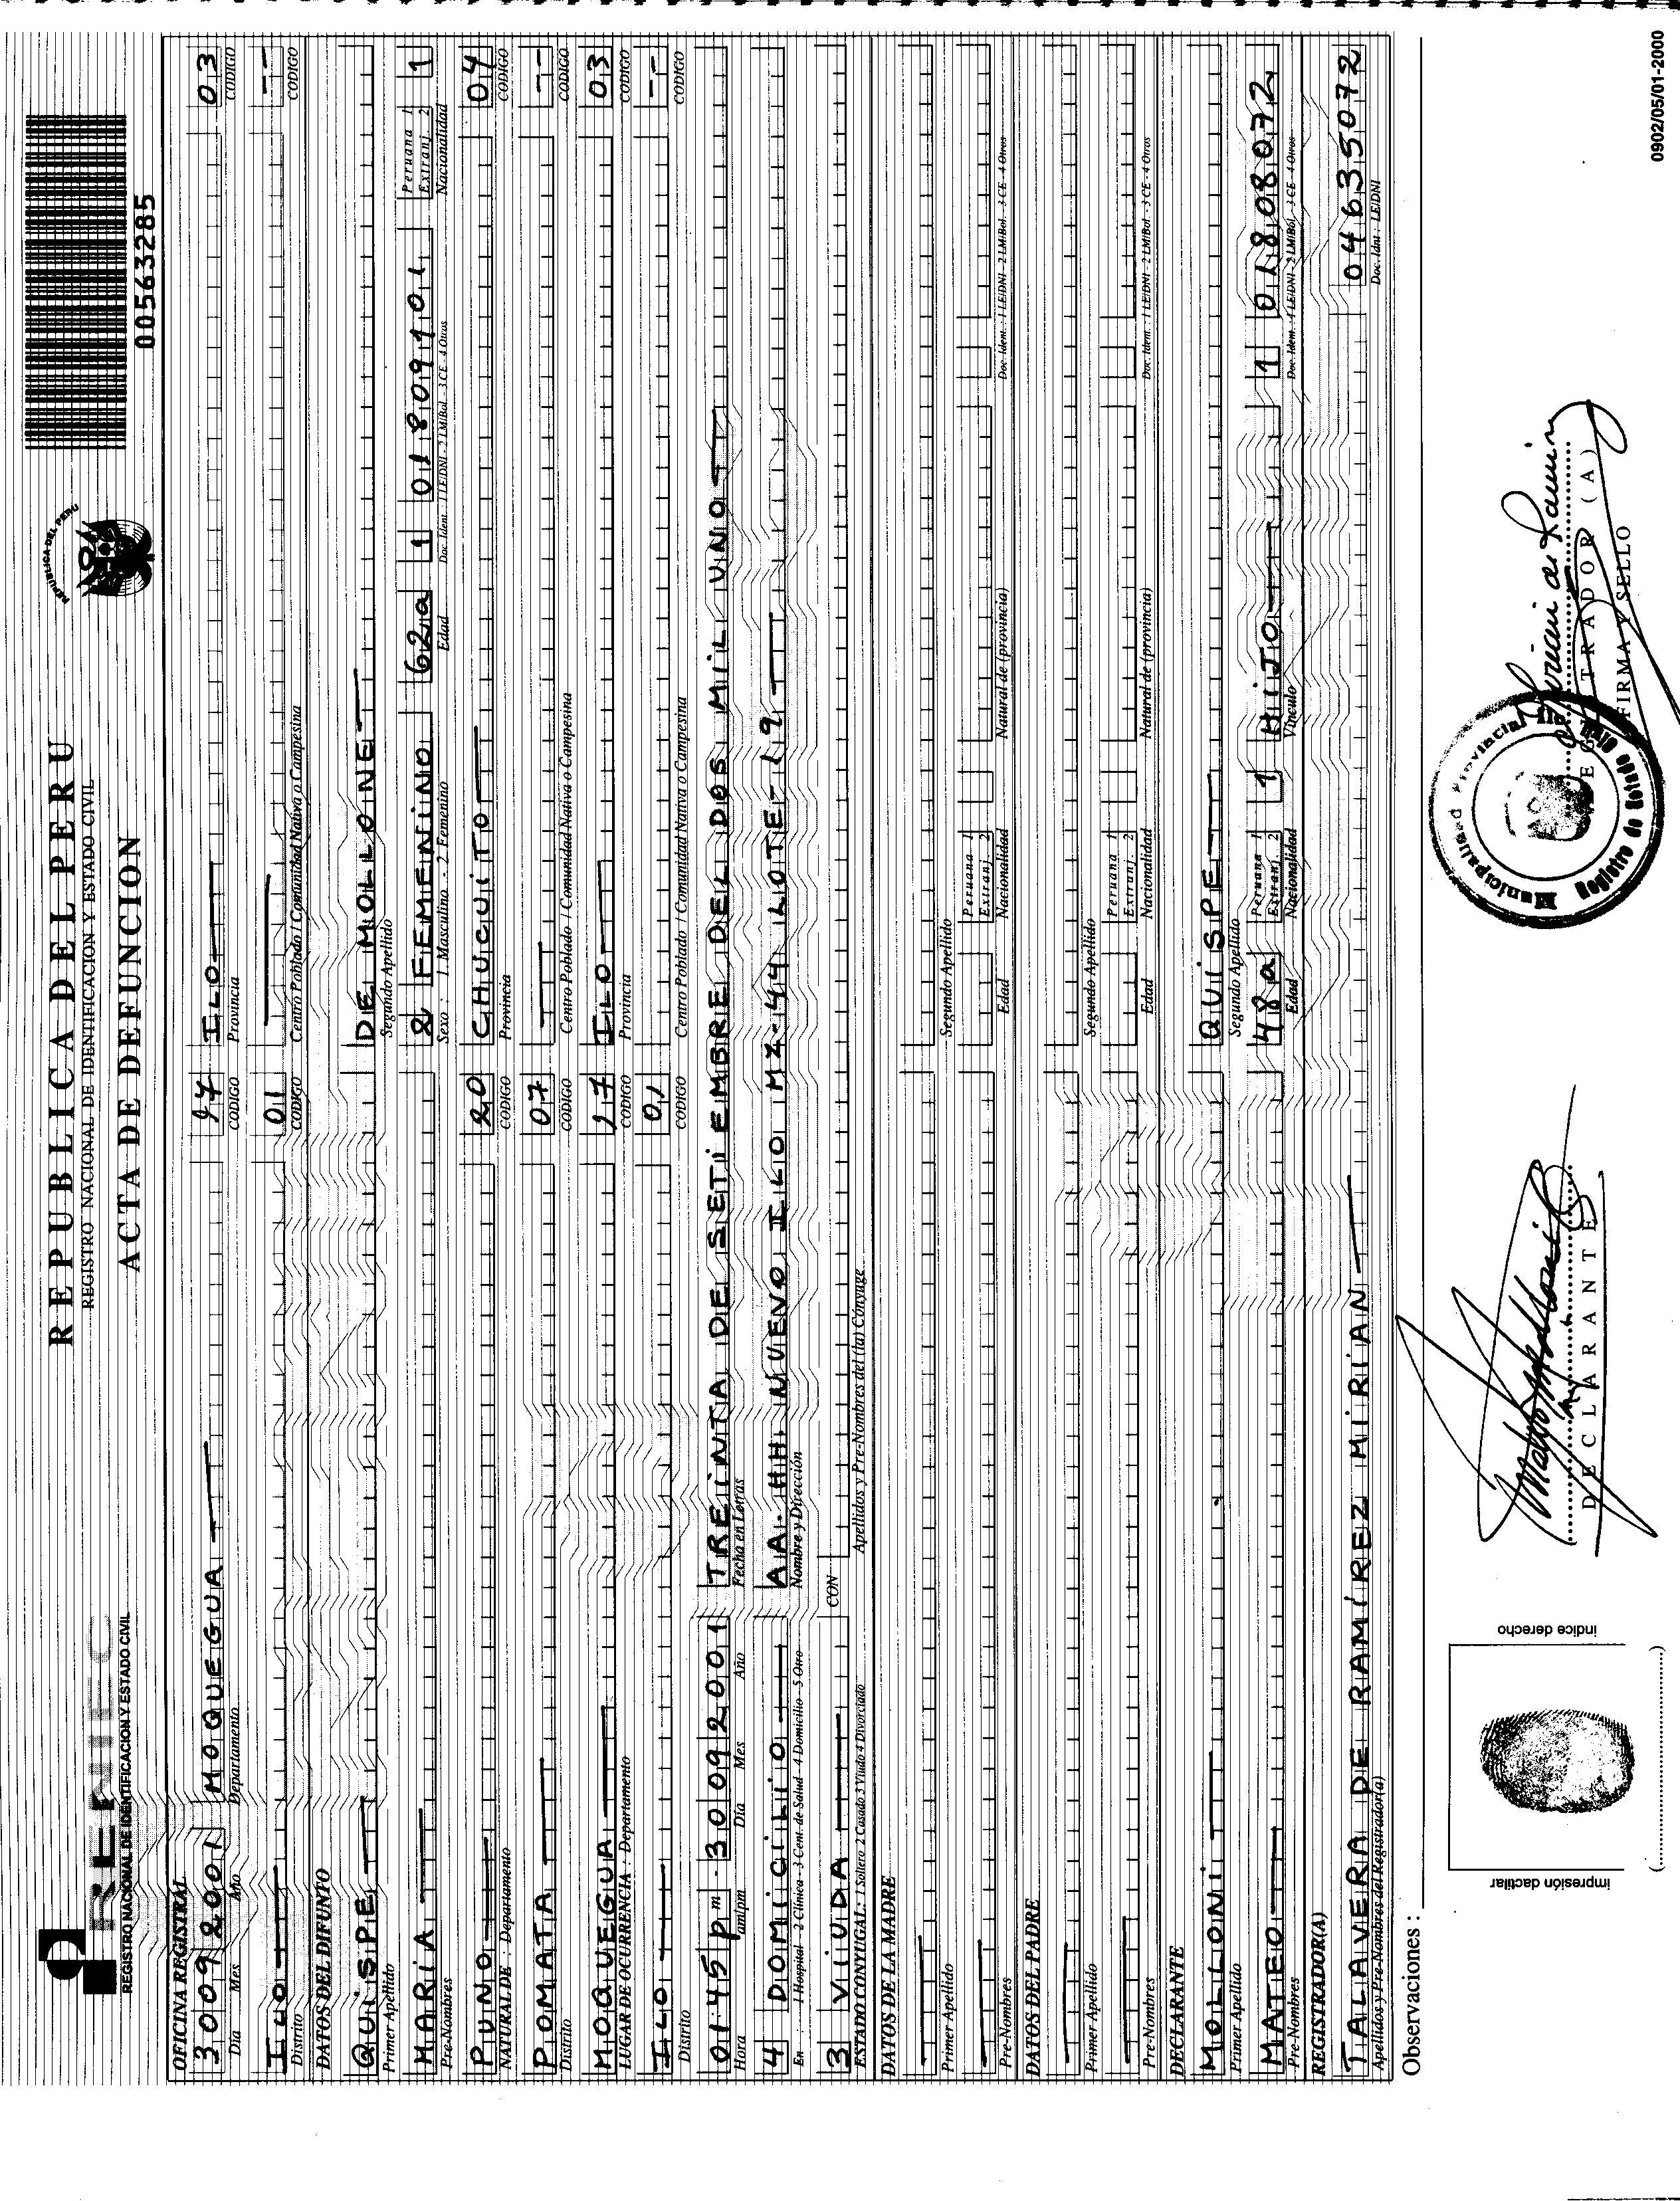 RENIEC
REGISTRO NACIONAL DE IDENTIFICACION Y ESTADO CIVIL
REPUBLICA DEL PERU
REGISTRO NACIONAL DE IDENTIFICACION Y ESTADO CIVIL
ACTA DE DEFUNCION
REPUBLICA DEL PERU
00563285
OFICINA REGISTRAL
30 09 2001 MOQUEGUA 17 ILO 03
Día Mes Año Departamento CODIGO Provincia CODIGO
ILO 01 --
Distrito CODIGO Centro Poblado / Comunidad Nativa o Campesina CODIGO
DATOS DEL DIFUNTO
QUISPE DE MOLLONE
Primer Apellido Segundo Apellido
MARIA 2 FEMENINO 62a 1 01809101 Peruana 1 Extranj. 2 1
Pre-Nombres Sexo : 1. Masculino - 2. Femenino Edad Doc. Ident. 1 LE/DNI - 2 LM/Bol. - 3 CE - 4 Otros Nacionalidad
PUNO 20 CHUCUITO 04
NATURAL DE : Departamento CODIGO Provincia CODIGO
POMATA 07 --
Distrito CODIGO Centro Poblado / Comunidad Nativa o Campesina CODIGO
MOQUEGUA 17 ILO 03
LUGAR DE OCURRENCIA : Departamento CODIGO Provincia CODIGO
ILO 01 --
Distrito CODIGO Centro Poblado / Comunidad Nativa o Campesina CODIGO
01 45 pm - 30 09 2001 TREINTA DE SETIEMBRE DEL DOS MIL UNO
Hora am/pm Día Mes Año Fecha en Letras
4 DOMICILIO AA.HH. NUEVO ILO MZ-44 LOTE-19
En : 1 Hospital - 2 Clínica - 3 Cent. de Salud - 4 Domicilio - 5 Otro Nombre y Dirección
3 VIUDA CON
ESTADO CONYUGAL: 1 Soltero 2 Casado 3 Viudo 4 Divorciado Apellidos y Pre-Nombres del (la) Cónyuge
DATOS DE LA MADRE
Primer Apellido Segundo Apellido
Peruana 1 Extranj. 2
Pre-Nombres Edad Nacionalidad Natural de (provincia) Doc. Ident. : 1 LE/DNI - 2 LM/Bol. - 3 CE - 4 Otros
DATOS DEL PADRE
Primer Apellido Segundo Apellido
Peruana 1 Extranj. 2
Pre-Nombres Edad Nacionalidad Natural de (provincia) Doc. Ident. : 1 LE/DNI - 2 LM/Bol. - 3 CE - 4 Otros
DECLARANTE
MOLLONI QUISPE
Primer Apellido Segundo Apellido
MATEO 48a Peruana 1 Extranj. 2 1 HIJO 1 01808072
Pre-Nombres Edad Nacionalidad Vínculo Doc. Ident. : 1 LE/DNI - 2 LM/Bol. - 3 CE - 4 Otros
REGISTRADOR(A)
TALAVERA DE RAMIREZ MIRIAN 04635072
Apellidos y Pre-Nombres del Registrador(a) Doc. Idnt : LE/DNI
Observaciones :
impresión dactilar
índice derecho
DECLARANTE
Municipalidad Provincial Ilo
Registro de Estado Civil
REGISTRADOR (A)
FIRMA Y SELLO
0902/05/01-2000